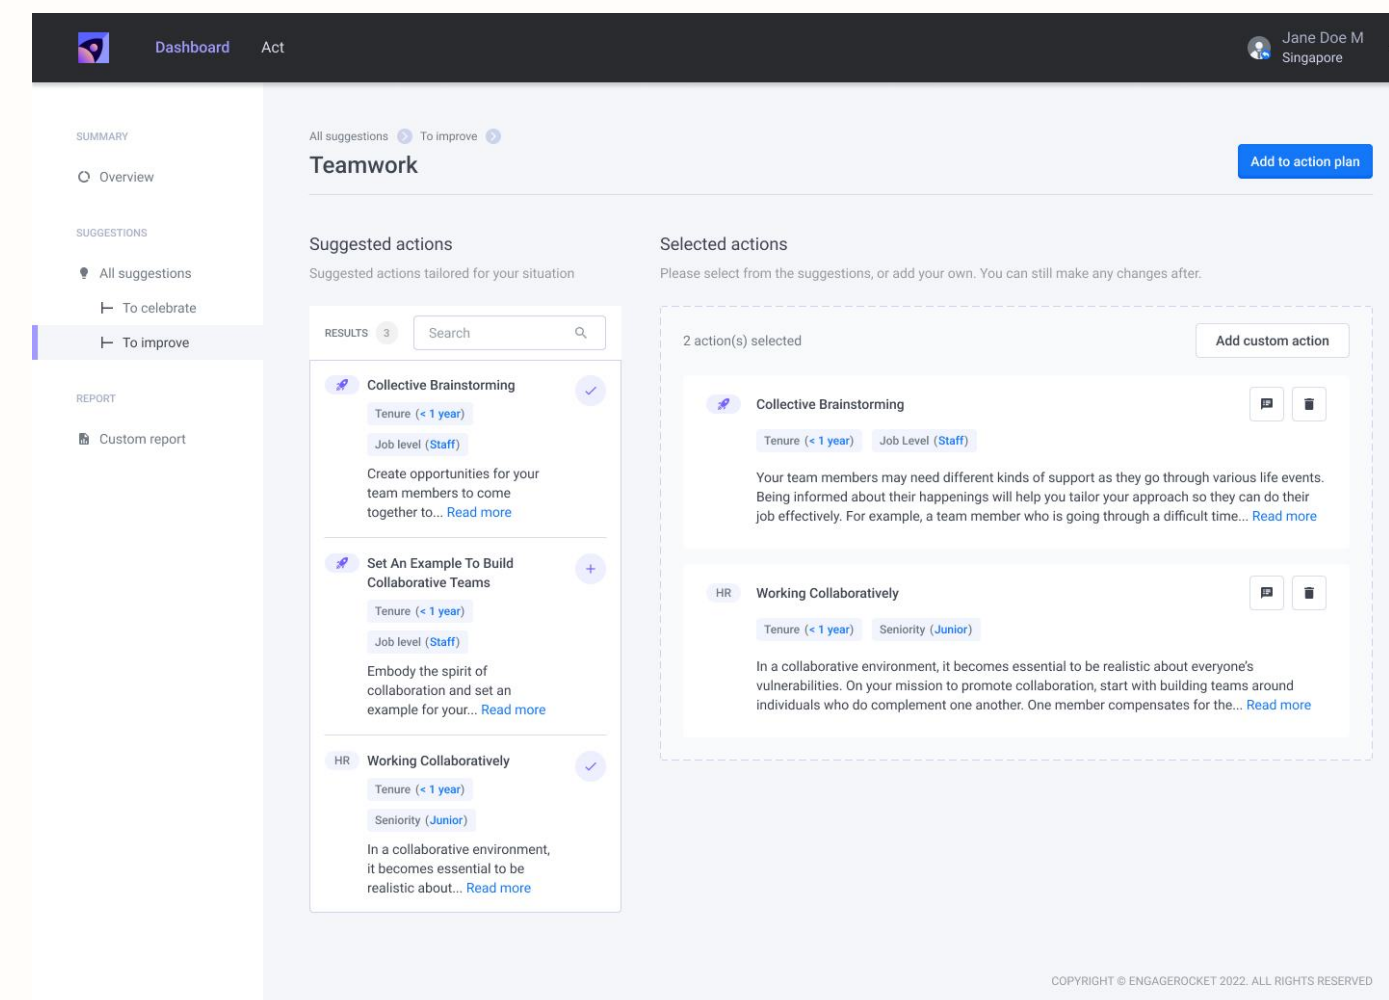 Dashboard
Act
Jane Doe M
Singapore
SUMMARY
Overview
SUGGESTIONS
All suggestions
To celebrate
To improve
REPORT
Custom report
All suggestions To improve
Teamwork
Add to action plan
Suggested actions
Suggested actions tailored for your situation
RESULTS 3
Search
Collective Brainstorming
Tenure (< 1 year)
Job level (Staff)
Create opportunities for your
team members to come
together to... Read more
Set An Example To Build
Collaborative Teams
Tenure (< 1 year)
Job level (Staff)
Embody the spirit of
collaboration and set an
example for your... Read more
HR Working Collaboratively
Tenure (< 1 year)
Seniority (Junior)
In a collaborative environment,
it becomes essential to be
realistic about... Read more
Selected actions
Please select from the suggestions, or add your own. You can still make any changes after.
2 action(s) selected
Add custom action
Collective Brainstorming
Tenure (< 1 year) Job Level (Staff)
Your team members may need different kinds of support as they go through various life events.
Being informed about their happenings will help you tailor your approach so they can do their
job effectively. For example, a team member who is going through a difficult time... Read more
HR Working Collaboratively
Tenure (< 1 year) Seniority (Junior)
In a collaborative environment, it becomes essential to be realistic about everyone's
vulnerabilities. On your mission to promote collaboration, start with building teams around
individuals who do complement one another. One member compensates for the... Read more
COPYRIGHT © ENGAGEROCKET 2022. ALL RIGHTS RESERVED